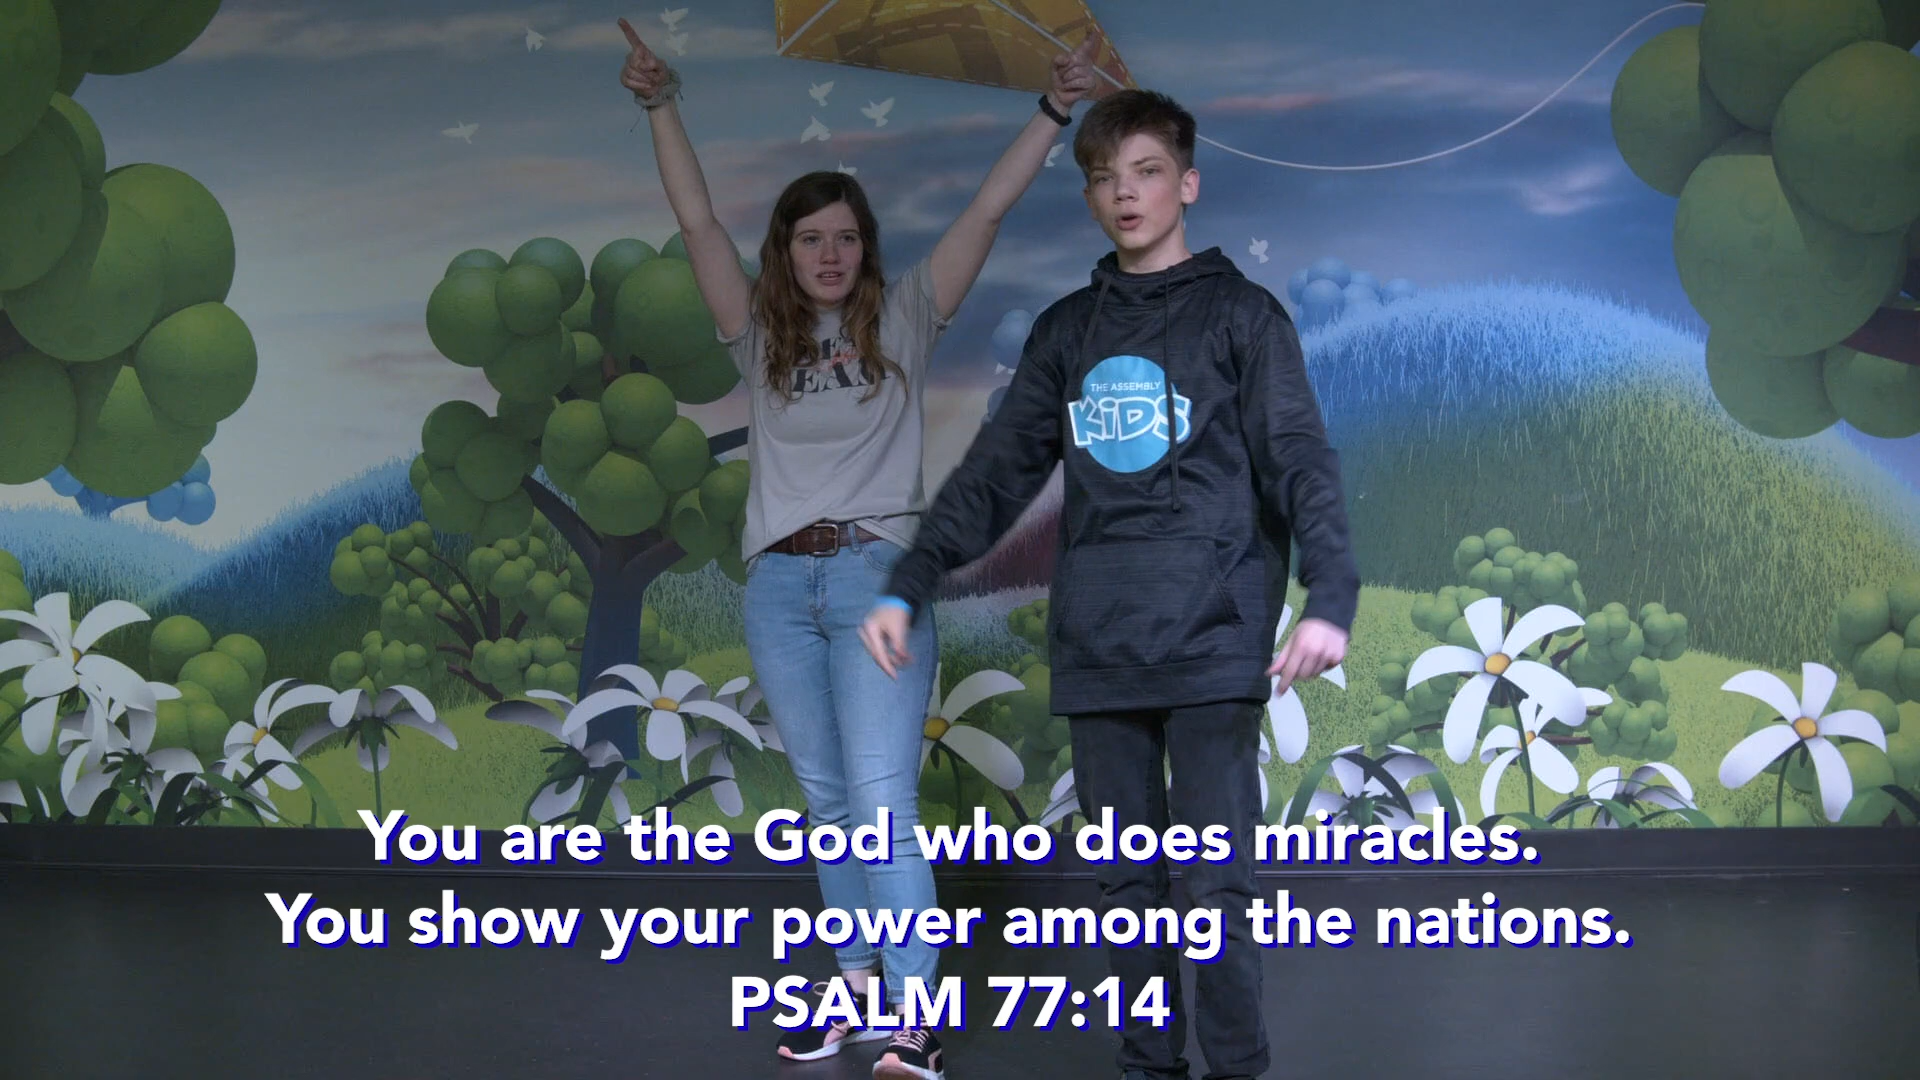 THE ASSEMBLY
KiDS
You are the God who does miracles.
You show your power among the nations.
PSALM 77:14